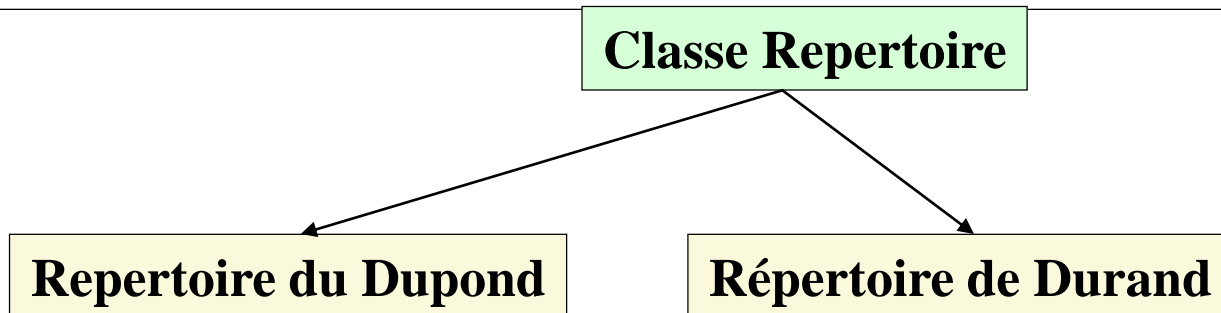 Classe Repertoire
Repertoire du Dupond
Répertoire de Durand